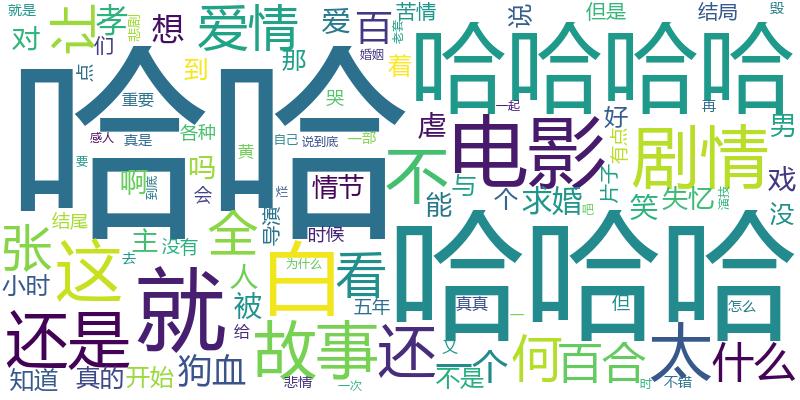 就是
孝
对
让
们
悲剧
想
爱情
爱
百
老套
苦情
说
但是
结局
毁
哈哈哈哈
哈哈
点
到
那
婚姻
着
重要
哭
一起
再
感人
真是
各种
自己
说到底
一部
虐
电影
好
有点
剧情
男
要
啊
到底
吗
黄
会
烂
情节
不
与
能
个
求婚
片子
笑
失忆
演技
戏
没
吧
结尾
主
没有
全
导演
时候
哈哈哈
张
这
去
人
白
为什么
看
小时
就
被
五年
真真
一
但
怎么
还是
给
故事
还
又
一个
何
百合
太
什么
知道
真的
开始
狗血
悲情
一次
不是
时
不错